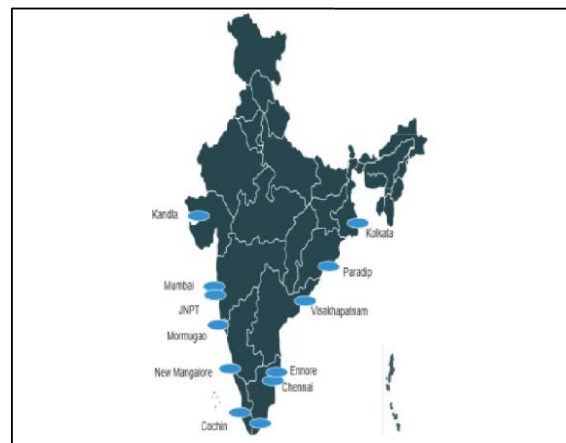 Kandla
Kolkata
Paradip
Mumbai
JNPT
Visakhapatnam
Mormugao
New Mangalore
Ennore
Chennai
Cochin